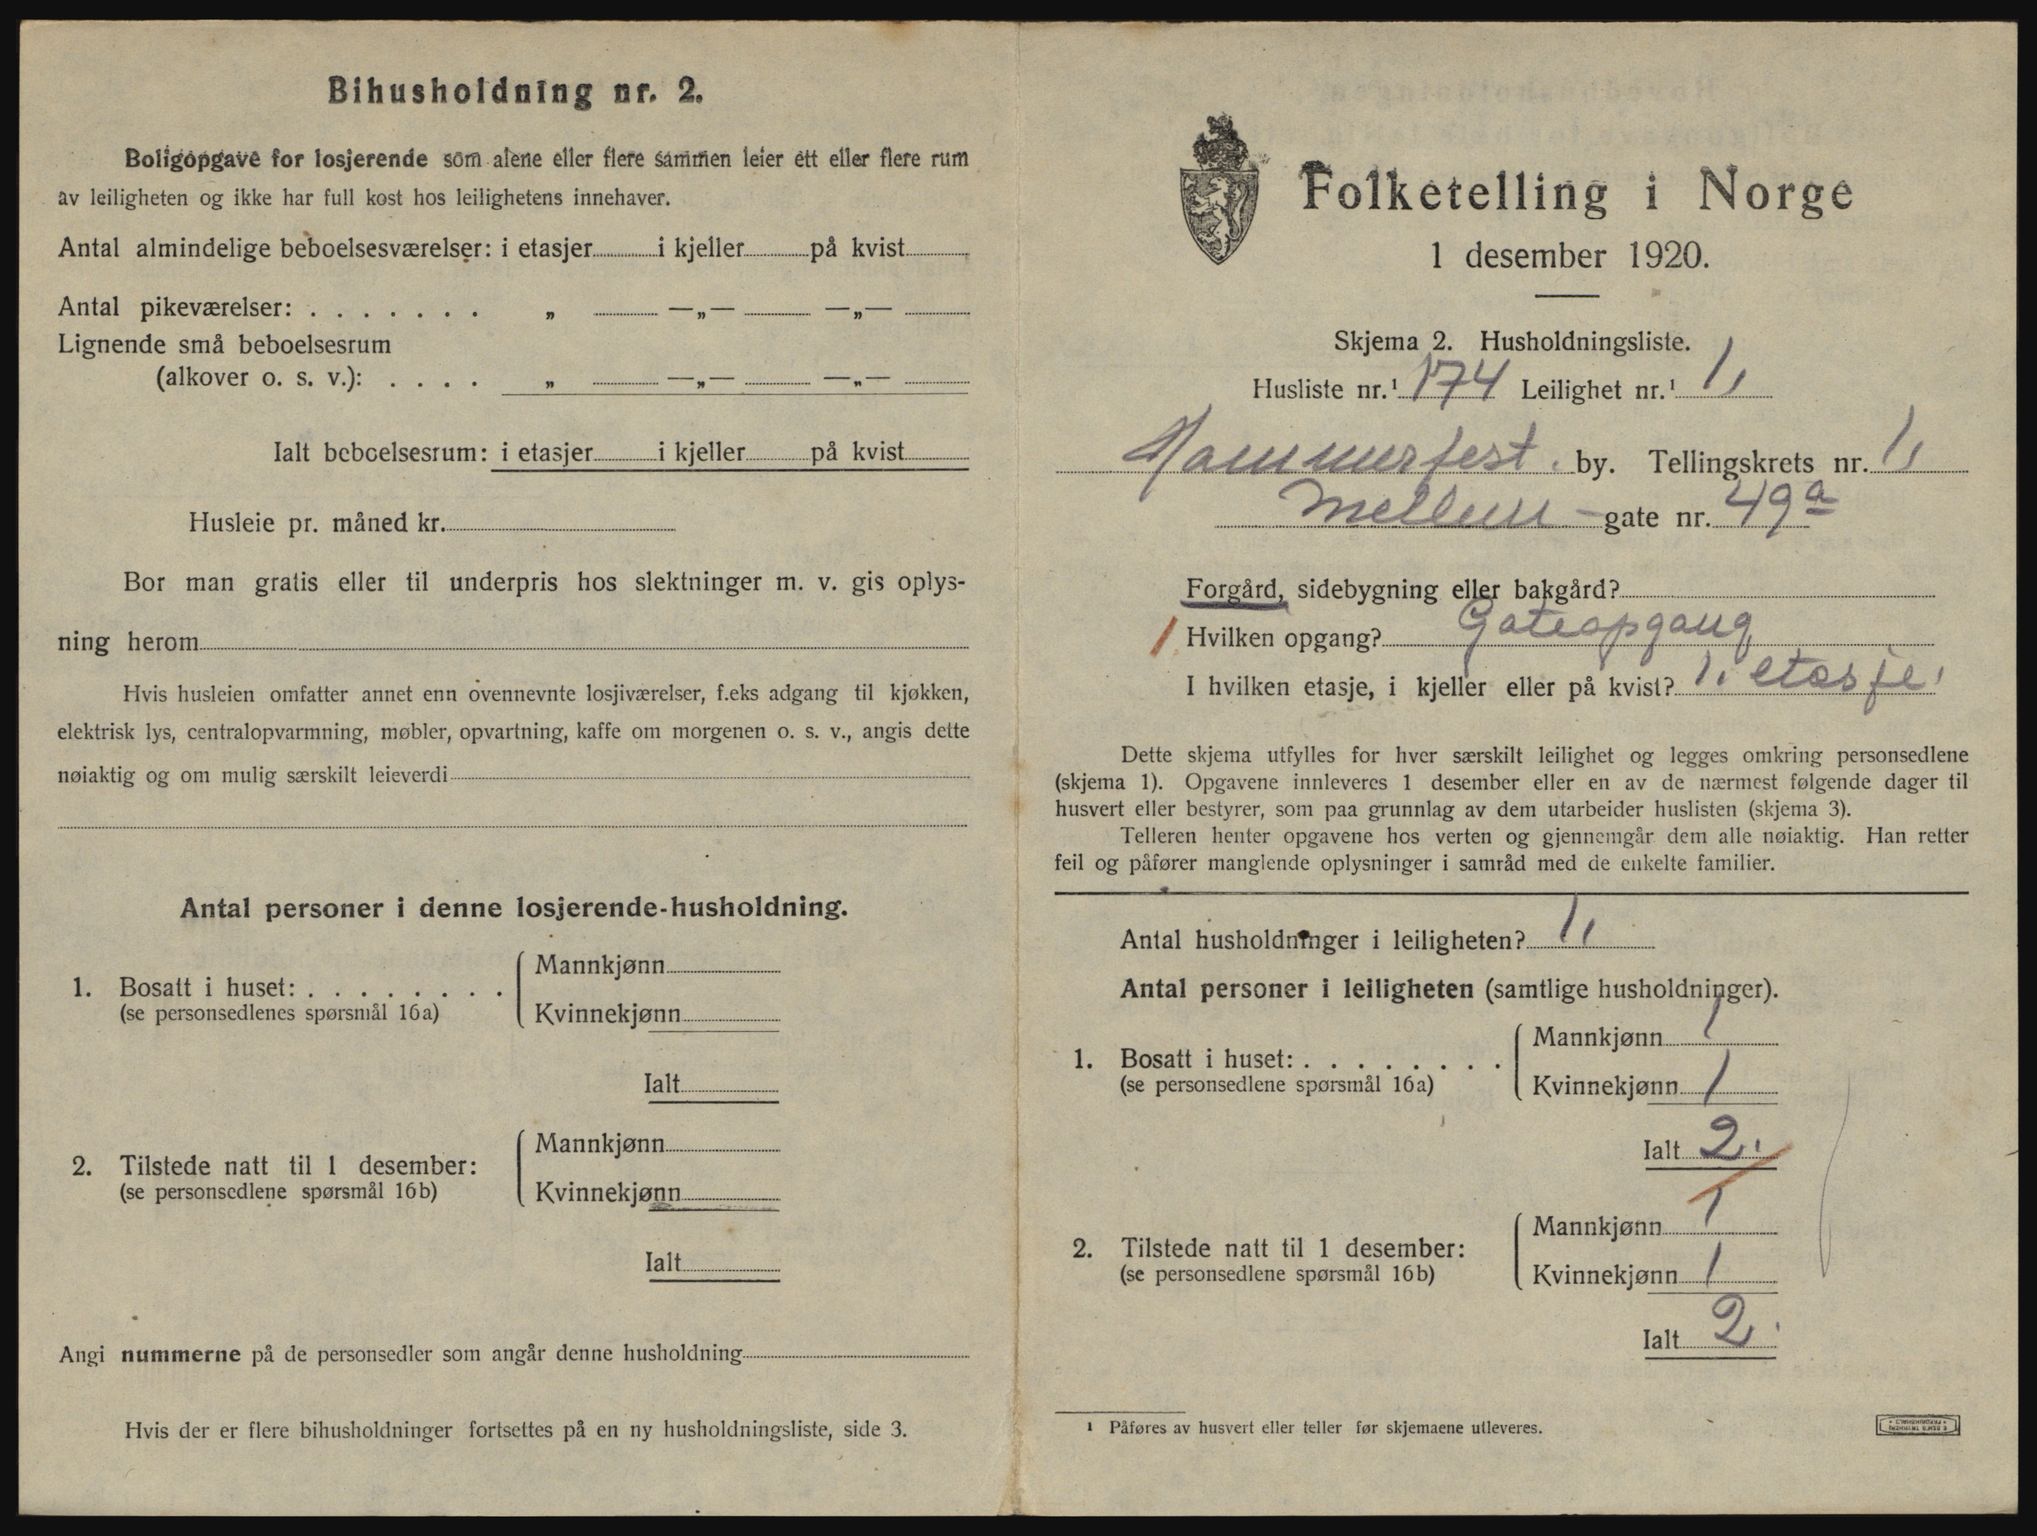 Bihusholdning nr. 2.
Boligopgave for losjerende som alene eller flere sammen leier ett eller flere rum
av leiligheten og ikke har full kost hos leilighetens innehaver.
Antal almindelige beboelsesværelser: i etasjer i kjeller på kvist
Antal pikeværelser: . . . . . . . „ —„— —„—
Lignende små beboelsesrum
(alkover o. s. v.): . . . . „ —„— —„—
Ialt beboelsesrum: i etasjer i kjeller på kvist
Husleie pr. måned kr.
Bor man gratis eller til underpris hos slektninger m. v. gis oplys-
ning herom
Hvis husleien omfatter annet enn ovennevnte losjiværelser, f.eks adgang til kjøkken,
elektrisk lys, centralopvarmning, møbler, opvartning, kaffe om morgenen o. s. v., angis dette
nøiaktig og om mulig særskilt leieverdi
Antal personer i denne losjerende-husholdning.
Mannkjønn
1. Bosatt i huset: . . . . . . . .
(se personsedlenes spørsmål 16a)
Kvinnekjønn
Ialt
Mannkjønn
2. Tilstede natt til 1 desember:
(se personsedlene spørsmål 16b)
Kvinnekjønn
Ialt
Angi nummerne på de personsedler som angår denne husholdning
Hvis der er flere bihusholdninger fortsettes på en ny husholdningsliste, side 3.
Folketelling i Norge
1 desember 1920.
Skjema 2. Husholdningsliste.
Husliste nr.¹ 174 Leilighet nr.¹ 1,
Hammerfest. by. Tellingskrets nr. 1,
Mellem - gate nr. 49a
Forgård, sidebygning eller bakgård?
1 Hvilken opgang? Gateopgang
I hvilken etasje, i kjeller eller på kvist? 1. etasje.
Dette skjema utfylles for hver særskilt leilighet og legges omkring personsedlene
(skjema 1). Opgavene innleveres 1 desember eller en av de nærmest følgende dager til
husvert eller bestyrer, som paa grunnlag av dem utarbeider huslisten (skjema 3).
Telleren henter opgavene hos verten og gjennemgår dem alle nøiaktig. Han retter
feil og påfører manglende oplysninger i samråd med de enkelte familier.
Antal husholdninger i leiligheten? 1,
Antal personer i leiligheten (samtlige husholdninger).
Mannkjønn 1
1. Bosatt i huset: . . . . . . . .
(se personsedlene spørsmål 16a)
Kvinnekjønn 1
Ialt 2.
Mannkjønn 1
2. Tilstede natt til 1 desember:
(se personsedlene spørsmål 16b)
Kvinnekjønn 1
Ialt 2.
¹ Påføres av husvert eller teller før skjemaene utleveres.